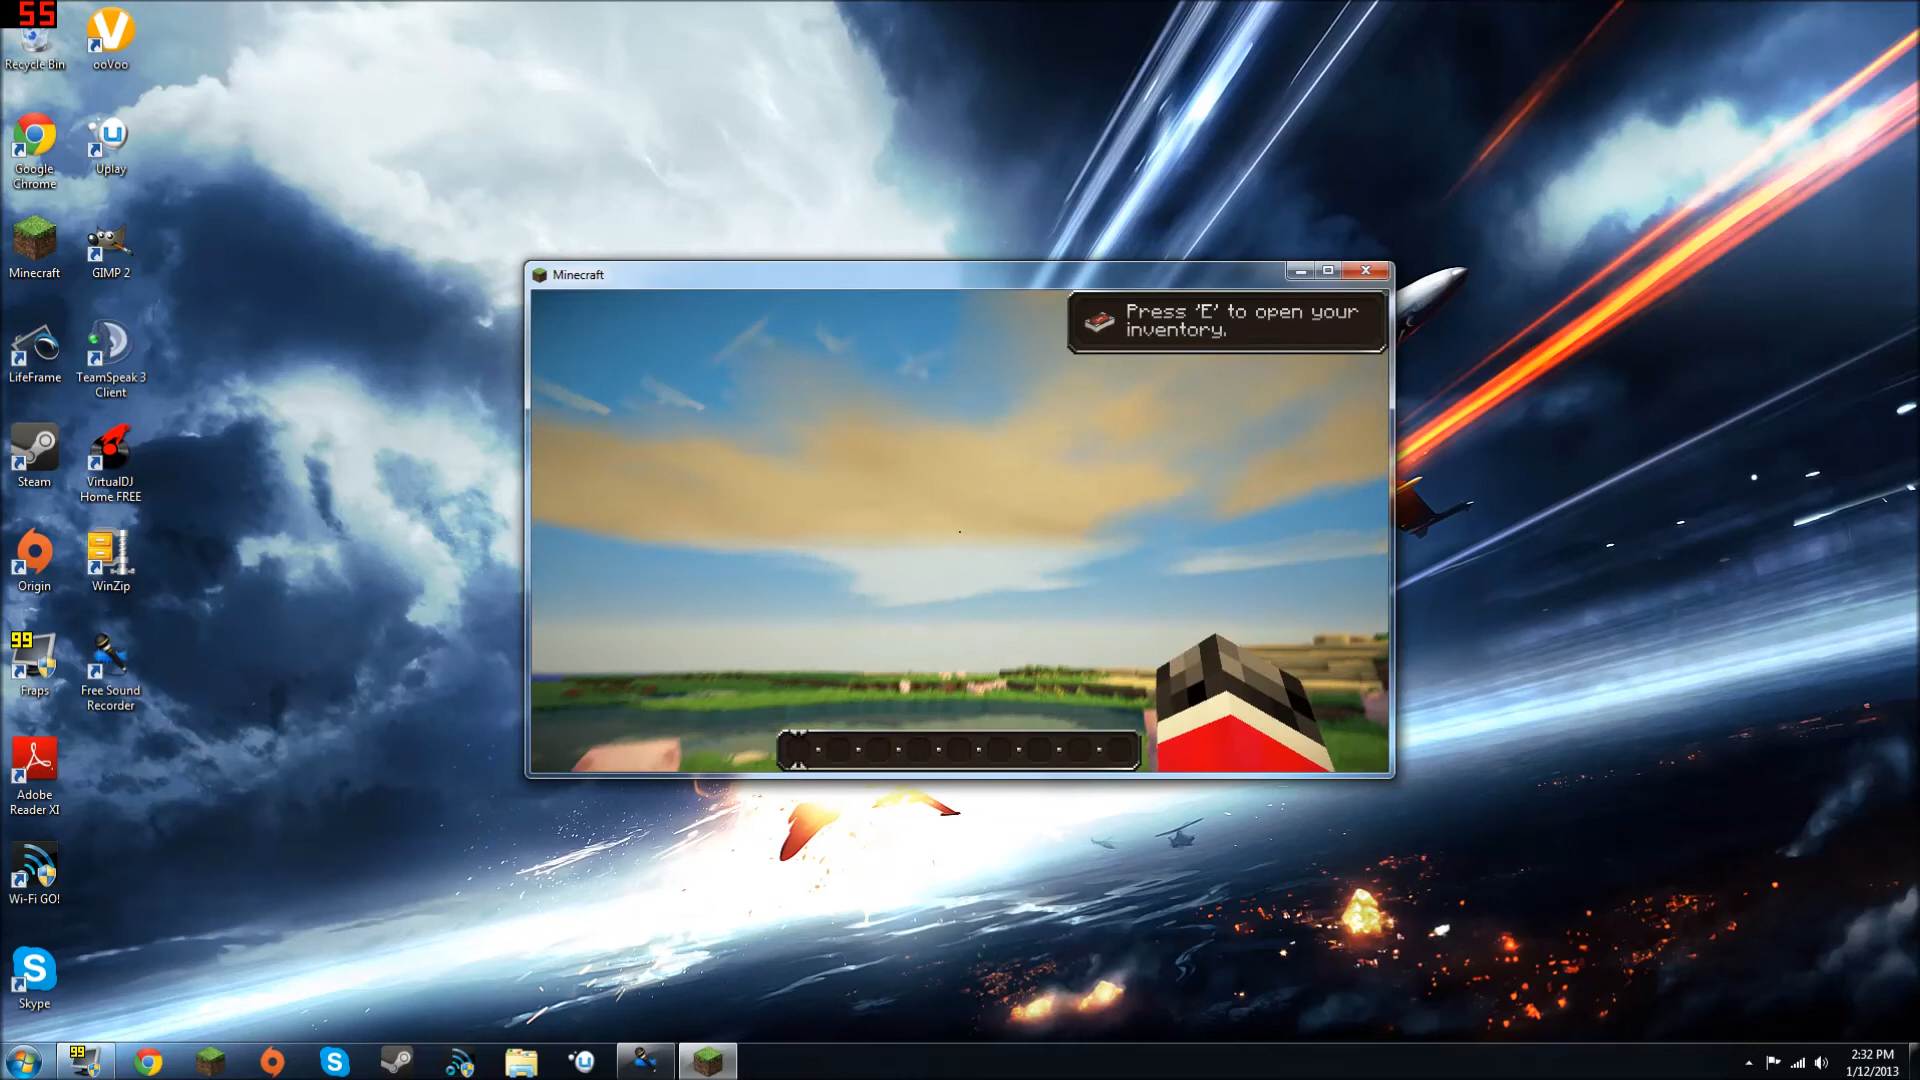 55
Recycle Bin
ooVoo
Google
Chrome
Uplay
Minecraft
GIMP 2
LifeFrame
TeamSpeak 3
Client
Steam
VirtualDJ
Home FREE
Origin
WinZip
99
Fraps
Free Sound
Recorder
Adobe
Reader XI
Wi-Fi GO!
Skype
Minecraft
Press 'E' to open your
inventory.
99
2:32 PM
1/12/2013